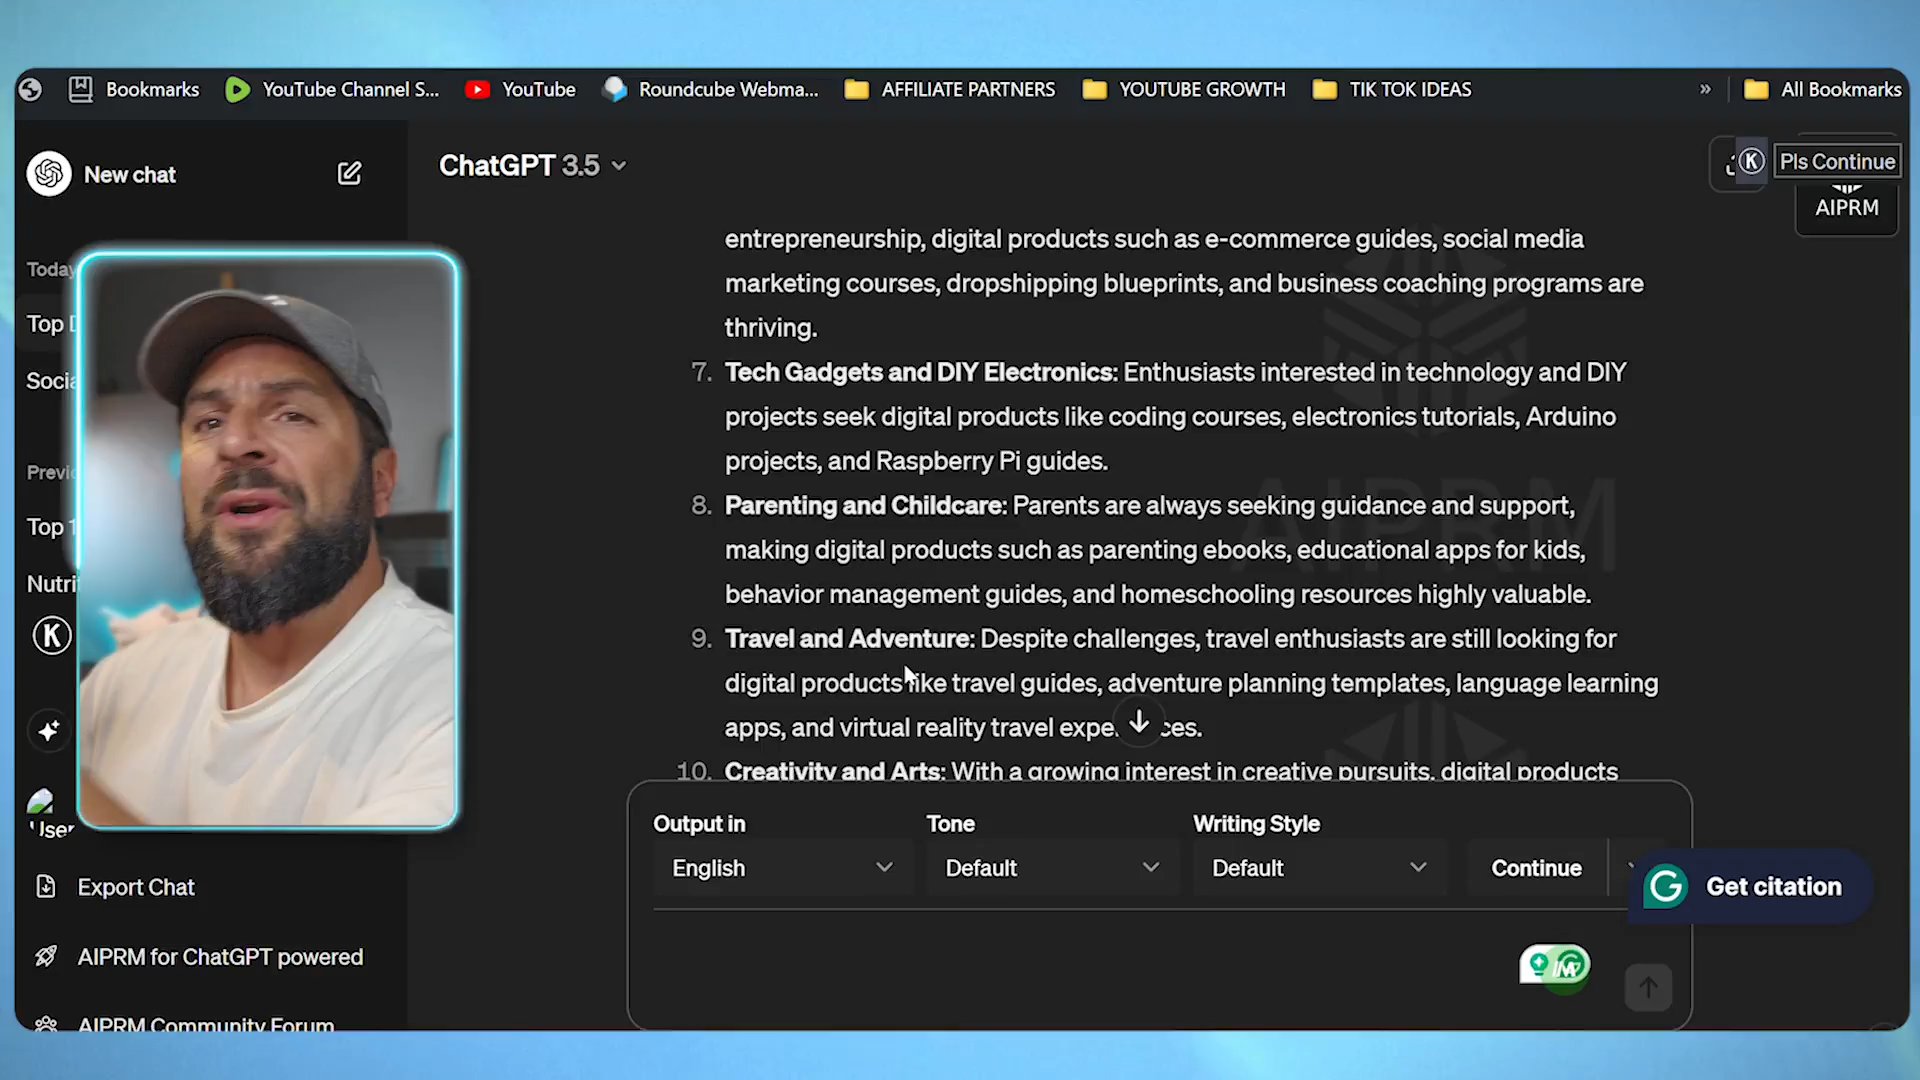 Bookmarks
YouTube Channel S...
YouTube
Roundcube Webma...
AFFILIATE PARTNERS
YOUTUBE GROWTH
TIK TOK IDEAS
»
All Bookmarks
New chat
ChatGPT 3.5
K
Pls Continue
AIPRM
Today
Top
Socia
Previ
Top 1
Nutri
K
User
Export Chat
AIPRM for ChatGPT powered
AIPRM Community Forum
entrepreneurship, digital products such as e-commerce guides, social media
marketing courses, dropshipping blueprints, and business coaching programs are
thriving.
7. Tech Gadgets and DIY Electronics: Enthusiasts interested in technology and DIY
projects seek digital products like coding courses, electronics tutorials, Arduino
projects, and Raspberry Pi guides.
8. Parenting and Childcare: Parents are always seeking guidance and support,
making digital products such as parenting ebooks, educational apps for kids,
behavior management guides, and homeschooling resources highly valuable.
9. Travel and Adventure: Despite challenges, travel enthusiasts are still looking for
digital products like travel guides, adventure planning templates, language learning
apps, and virtual reality travel expe ces.
10. Creativity and Arts: With a growing interest in creative pursuits, digital products
AIPRM
Output in
Tone
Writing Style
English
Default
Default
Continue
Get citation